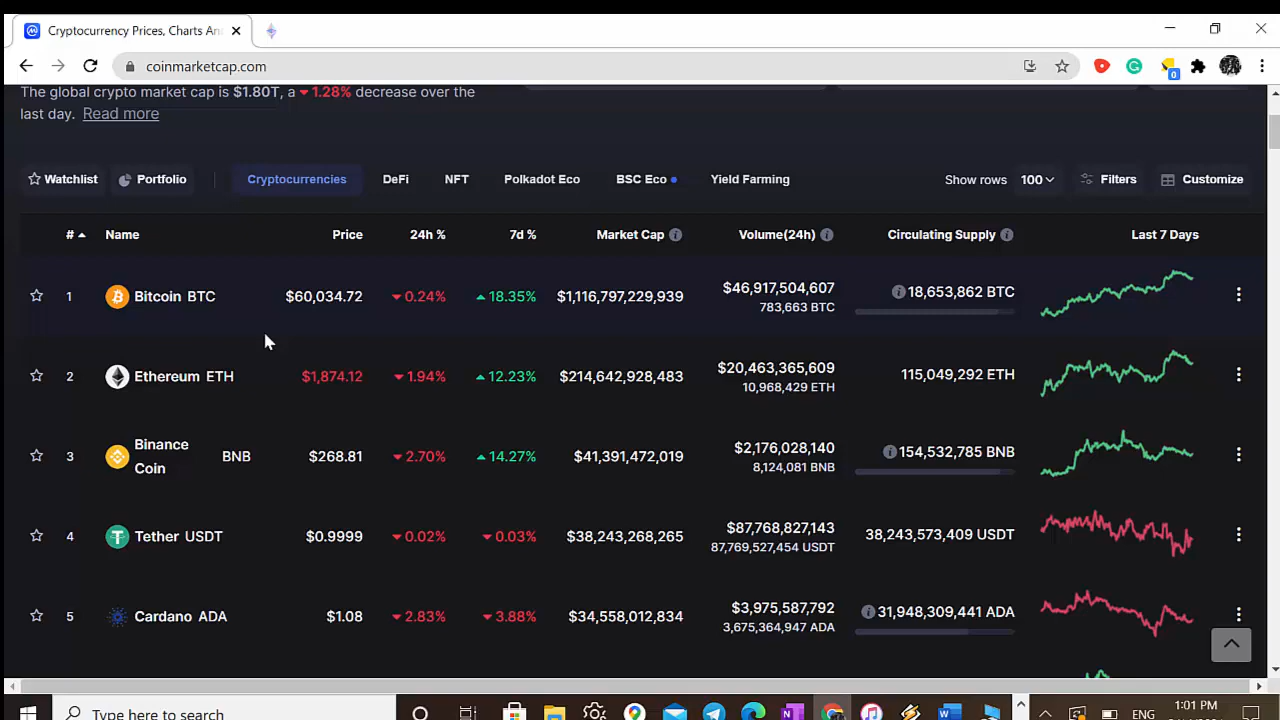 Cryptocurrency Prices, Charts An
coinmarketcap.com
0
The global crypto market cap is $1.80T, a 1.28% decrease over the
last day. Read more
Watchlist Portfolio Cryptocurrencies DeFi NFT Polkadot Eco BSC Eco Yield Farming Show rows 100 Filters Customize
# Name Price 24h % 7d % Market Cap Volume(24h) Circulating Supply Last 7 Days
1 Bitcoin BTC $60,034.72 0.24% 18.35% $1,116,797,229,939 $46,917,504,607 18,653,862 BTC
783,663 BTC
2 Ethereum ETH $1,874.12 1.94% 12.23% $214,642,928,483 $20,463,365,609 115,049,292 ETH
10,968,429 ETH
3 Binance Coin BNB $268.81 2.70% 14.27% $41,391,472,019 $2,176,028,140 154,532,785 BNB
8,124,081 BNB
4 Tether USDT $0.9999 0.02% 0.03% $38,243,268,265 $87,768,827,143 38,243,573,409 USDT
87,769,527,454 USDT
5 Cardano ADA $1.08 2.83% 3.88% $34,558,012,834 $3,975,587,792 31,948,309,441 ADA
3,675,364,947 ADA
Type here to search ENG 1:01 PM